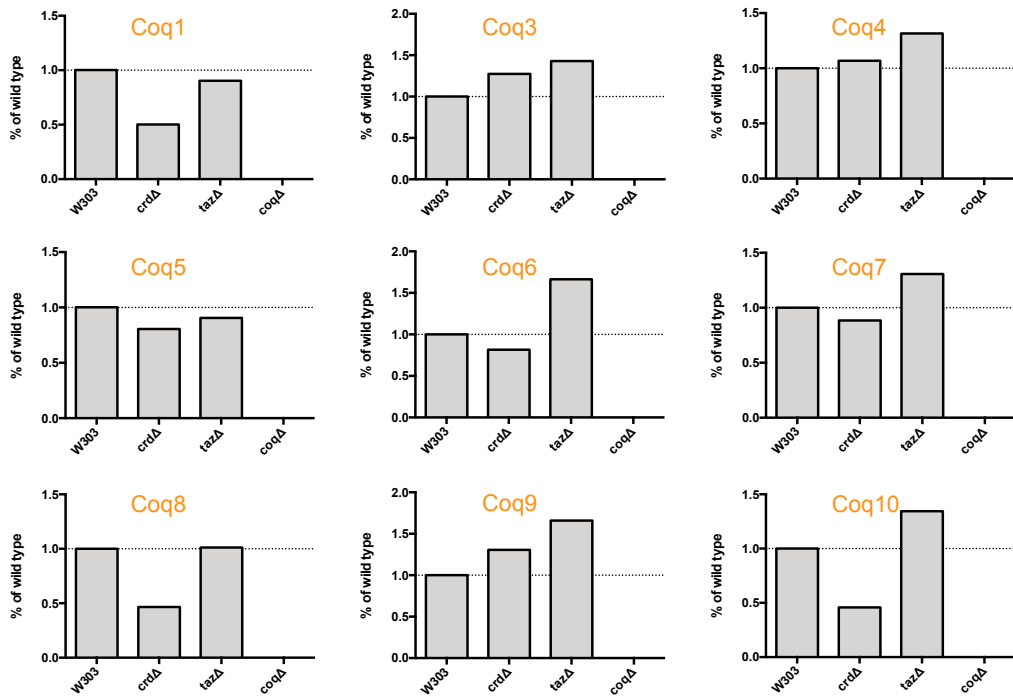 Coq1
% of wild type
1.5
1.0
0.5
0.0
W303
crdΔ
tazΔ
coqΔ
Coq3
% of wild type
2.0
1.5
1.0
0.5
0.0
W303
crdΔ
tazΔ
coqΔ
Coq4
% of wild type
1.5
1.0
0.5
0.0
W303
crdΔ
tazΔ
coqΔ
Coq5
% of wild type
1.5
1.0
0.5
0.0
W303
crdΔ
tazΔ
coqΔ
Coq6
% of wild type
2.0
1.5
1.0
0.5
0.0
W303
crdΔ
tazΔ
coqΔ
Coq7
% of wild type
1.5
1.0
0.5
0.0
W303
crdΔ
tazΔ
coqΔ
Coq8
% of wild type
1.5
1.0
0.5
0.0
W303
crdΔ
tazΔ
coqΔ
Coq9
% of wild type
2.0
1.5
1.0
0.5
0.0
W303
crdΔ
tazΔ
coqΔ
Coq10
% of wild type
1.5
1.0
0.5
0.0
W303
crdΔ
tazΔ
coqΔ